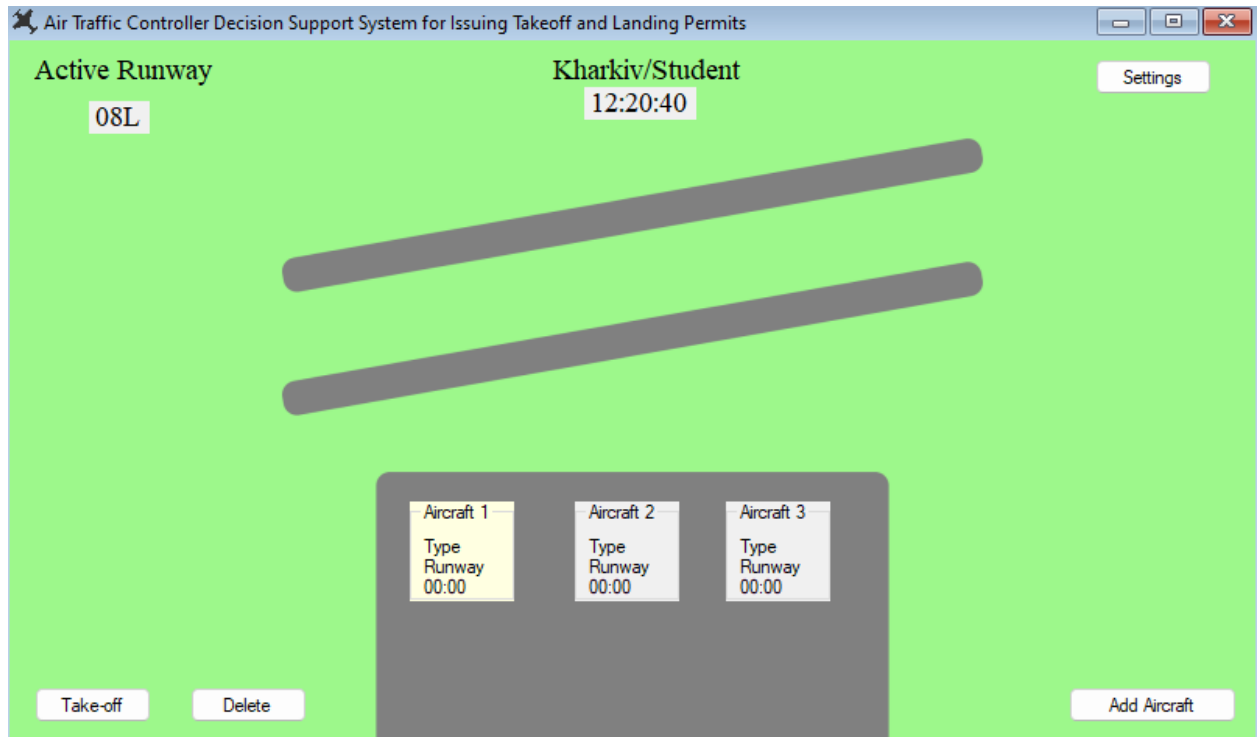 Air Traffic Controller Decision Support System for Issuing Takeoff and Landing Permits
Active Runway
08L
Kharkiv/Student
12:20:40
Settings
Aircraft 1
Type
Runway
00:00
Aircraft 2
Type
Runway
00:00
Aircraft 3
Type
Runway
00:00
Take-off
Delete
Add Aircraft